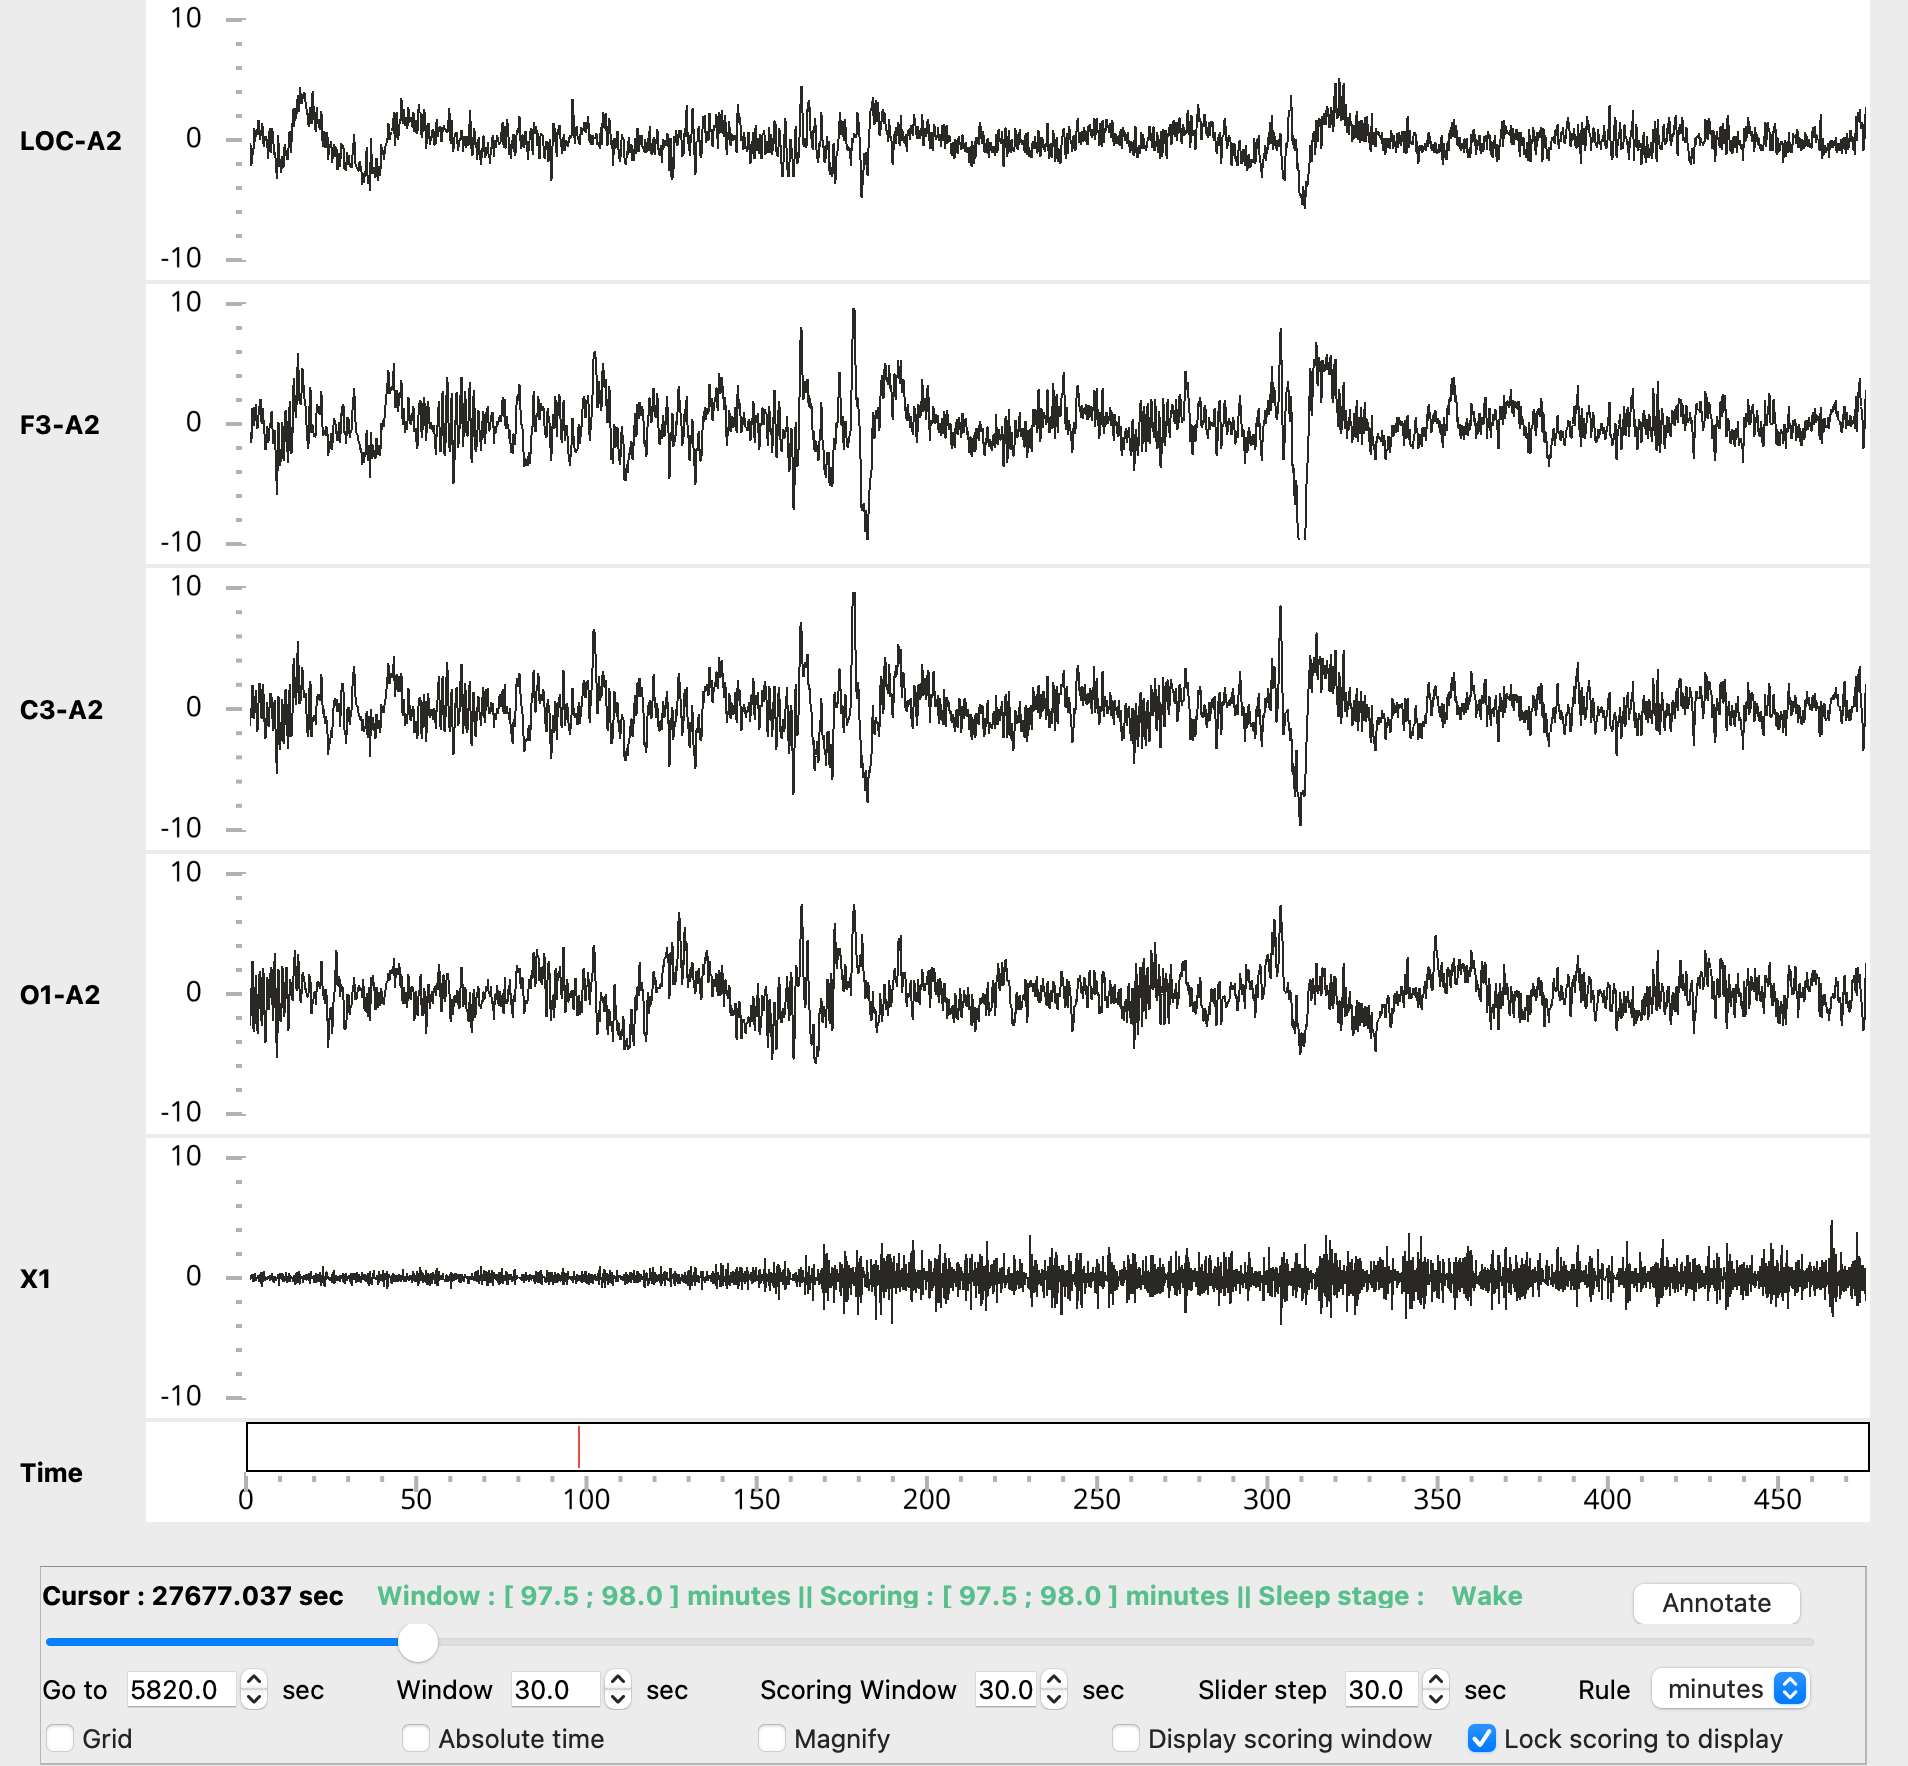 10
LOC-A2
0
-10
10
F3-A2
0
-10
10
C3-A2
0
-10
10
O1-A2
0
-10
10
X1
0
-10
Time
0 50 100 150 200 250 300 350 400 450
Cursor : 27677.037 sec Window : [ 97.5 ; 98.0 ] minutes || Scoring : [ 97.5 ; 98.0 ] minutes || Sleep stage : Wake Annotate
Go to 5820.0 sec Window 30.0 sec Scoring Window 30.0 sec Slider step 30.0 sec Rule minutes
Grid Absolute time Magnify Display scoring window Lock scoring to display